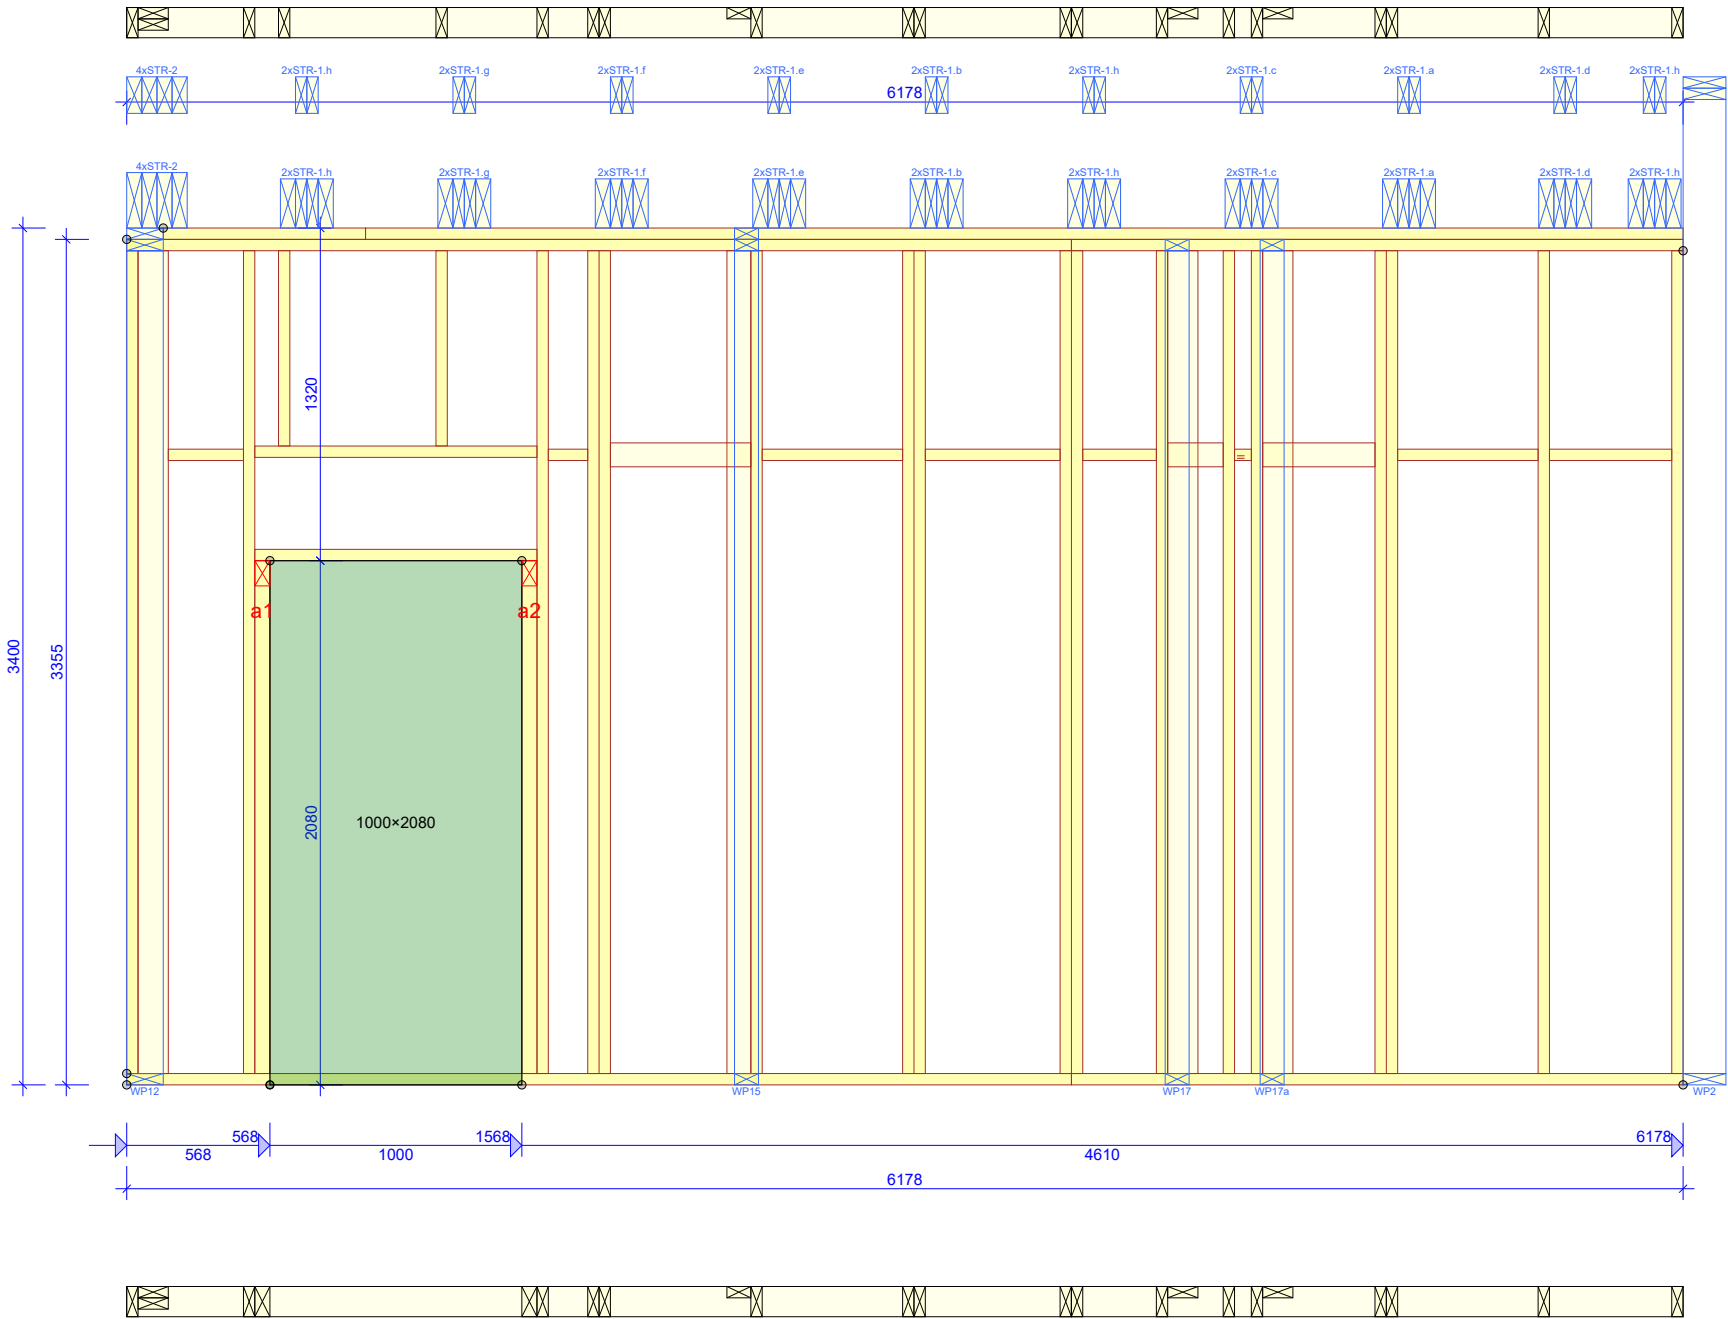 4xSTR-2 2xSTR-1.h 2xSTR-1.g 2xSTR-1.f 2xSTR-1.e 2xSTR-1.b 2xSTR-1.h 2xSTR-1.c 2xSTR-1.a 2xSTR-1.d 2xSTR-1.h
6178
4xSTR-2 2xSTR-1.h 2xSTR-1.g 2xSTR-1.f 2xSTR-1.e 2xSTR-1.b 2xSTR-1.h 2xSTR-1.c 2xSTR-1.a 2xSTR-1.d 2xSTR-1.h
1320
=
a1 a2
3400
3355
2080
1000×2080
WP12 WP15 WP17 WP17a WP2
568 1568 6178
568 1000 4610
6178